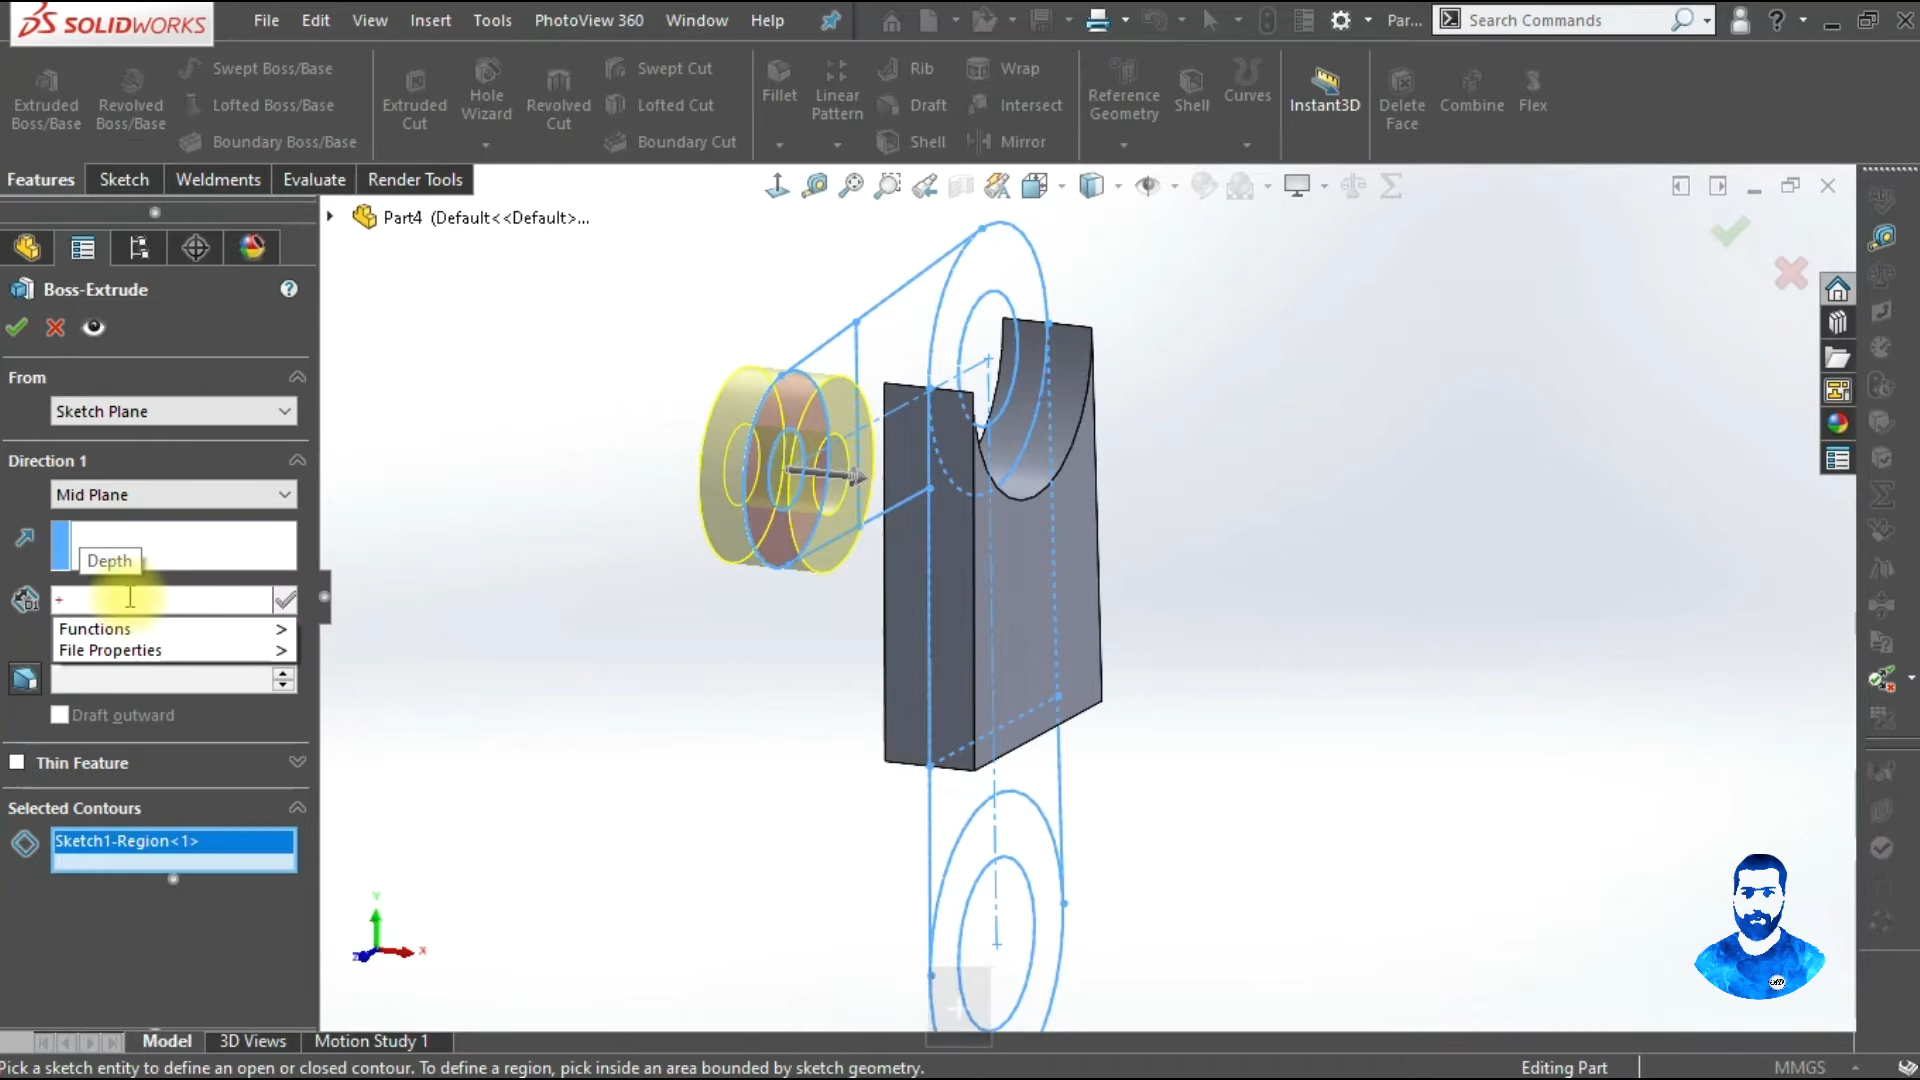 SOLIDWORKS
File Edit View Insert Tools PhotoView 360 Window Help
Par...
Search Commands
Extruded Boss/Base
Revolved Boss/Base
Swept Boss/Base
Lofted Boss/Base
Boundary Boss/Base
Extruded Cut
Hole Wizard
Revolved Cut
Swept Cut
Lofted Cut
Boundary Cut
Fillet
Linear Pattern
Rib
Draft
Shell
Wrap
Intersect
Mirror
Reference Geometry
Shell
Curves
Instant3D
Delete Face
Combine
Flex
Features Sketch Weldments Evaluate Render Tools
Part4 (Default<<Default>...
Boss-Extrude
From
Sketch Plane
Direction 1
Mid Plane
Depth
+
Functions >
File Properties >
Draft outward
Thin Feature
Selected Contours
Sketch1-Region<1>
Y
X
Z
Model 3D Views Motion Study 1
Pick a sketch entity to define an open or closed contour. To define a region, pick inside an area bounded by sketch geometry.
Editing Part
MMGS